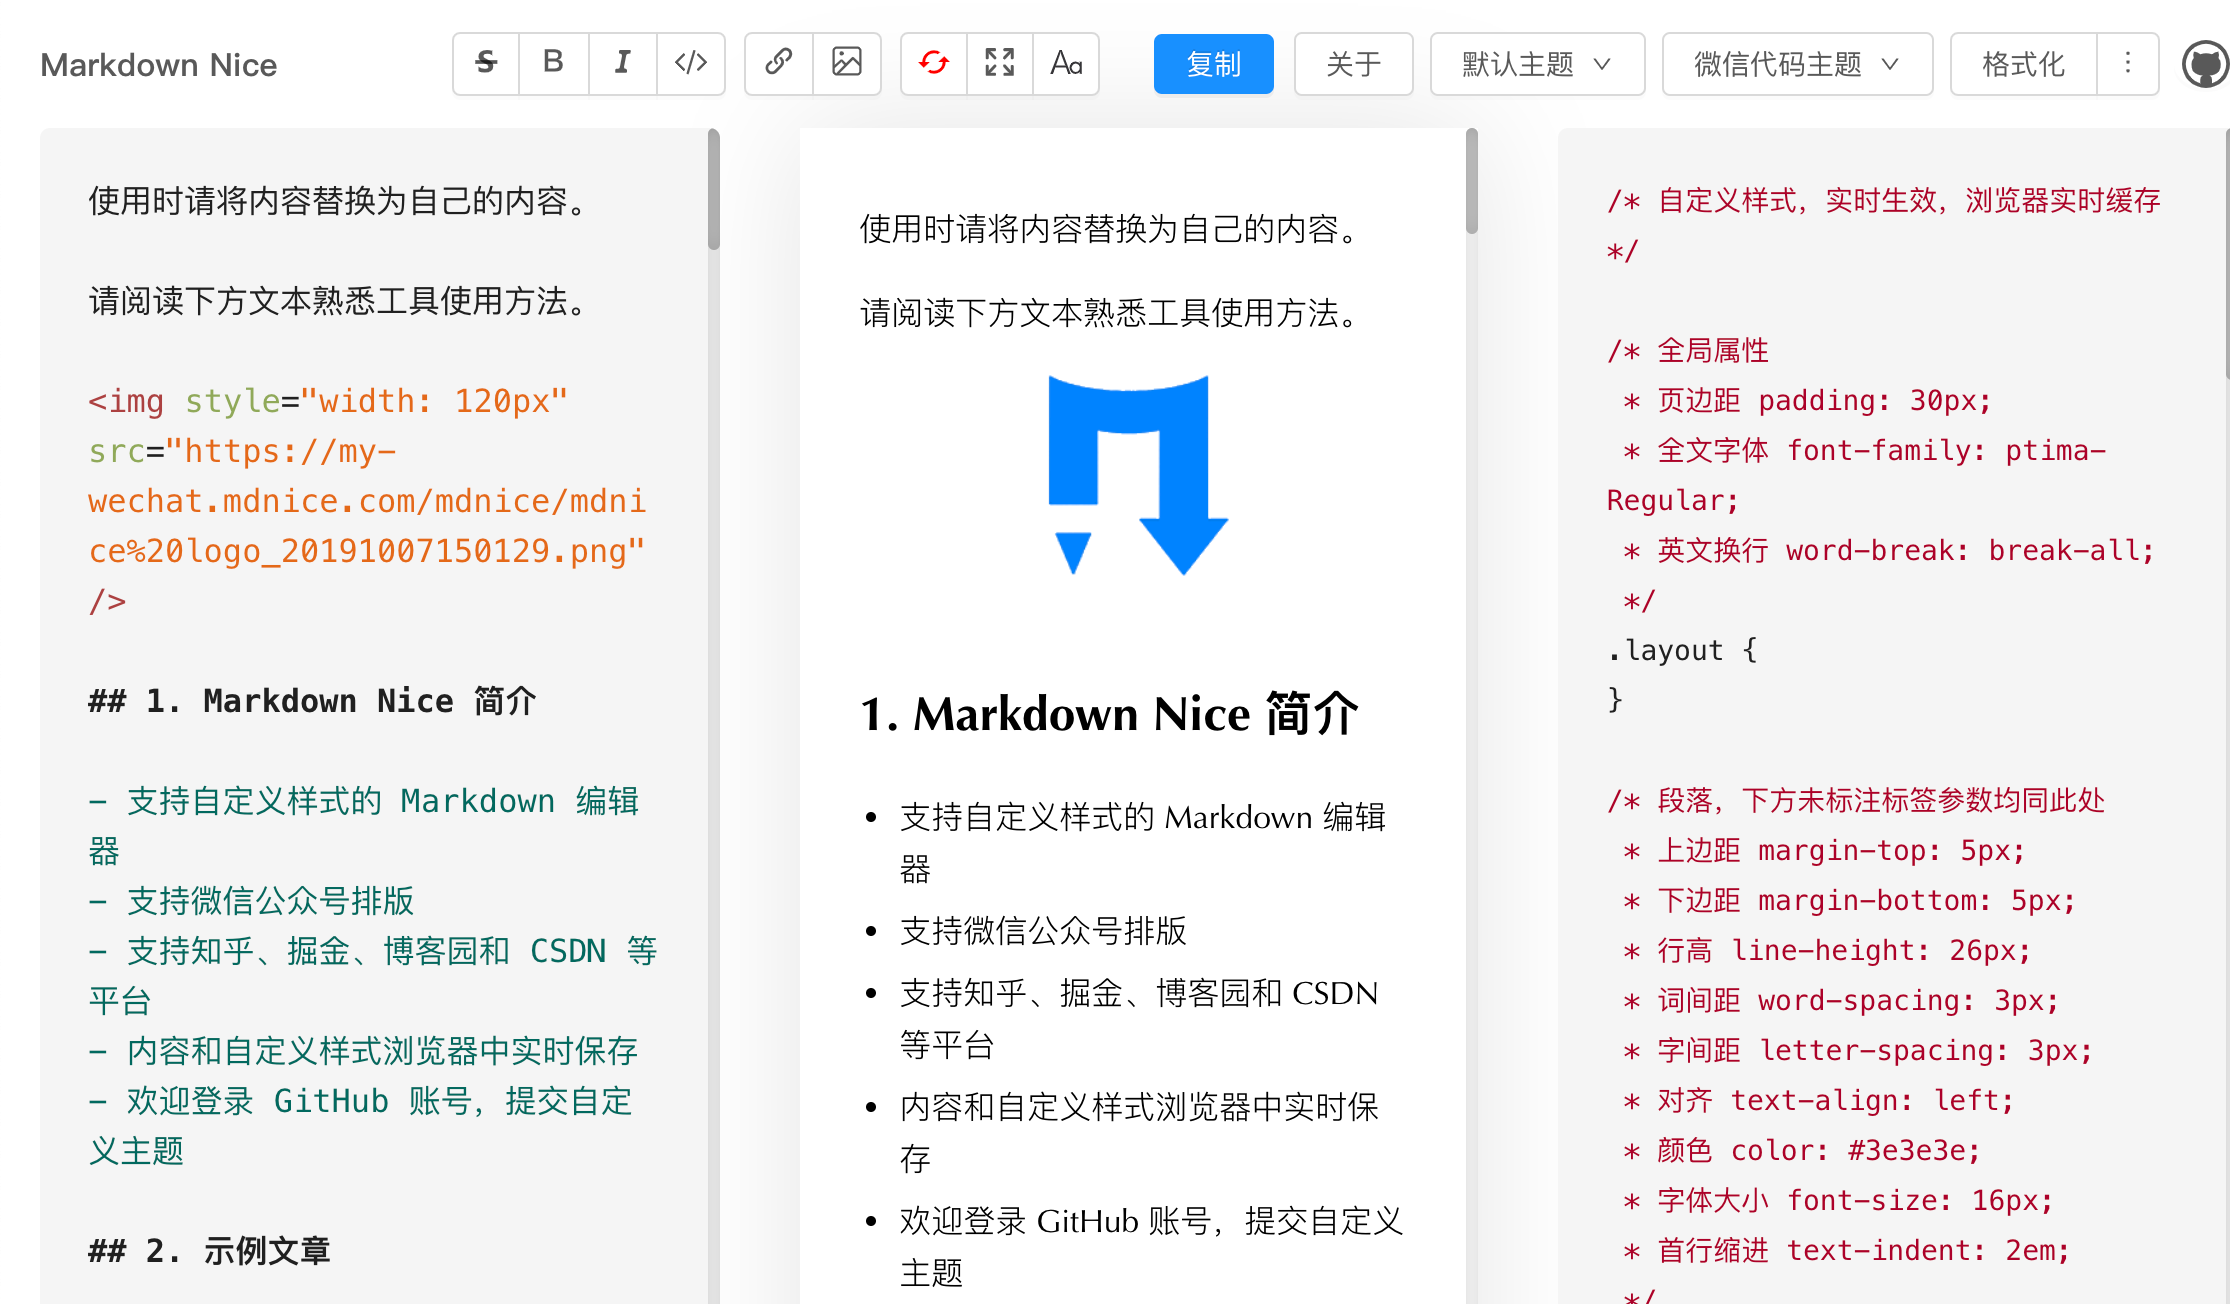 Markdown Nice
S B I </> Aa 复制 关于 默认主题 微信代码主题 格式化
使用时请将内容替换为自己的内容。
请阅读下方文本熟悉工具使用方法。
<img style="width: 120px"
src="https://my-
wechat.mdnice.com/mdnice/mdni
ce%20logo_20191007150129.png"
/>
## 1. Markdown Nice 简介
- 支持自定义样式的 Markdown 编辑
器
- 支持微信公众号排版
- 支持知乎、掘金、博客园和 CSDN 等
平台
- 内容和自定义样式浏览器中实时保存
- 欢迎登录 GitHub 账号，提交自定
义主题
## 2. 示例文章
使用时请将内容替换为自己的内容。
请阅读下方文本熟悉工具使用方法。
1. Markdown Nice 简介
• 支持自定义样式的 Markdown 编辑
器
• 支持微信公众号排版
• 支持知乎、掘金、博客园和 CSDN
等平台
• 内容和自定义样式浏览器中实时保
存
• 欢迎登录 GitHub 账号，提交自定义
主题
/* 自定义样式，实时生效，浏览器实时缓存
*/
/* 全局属性
* 页边距 padding: 30px;
* 全文字体 font-family: ptima-
Regular;
* 英文换行 word-break: break-all;
*/
.layout {
}
/* 段落，下方未标注标签参数均同此处
* 上边距 margin-top: 5px;
* 下边距 margin-bottom: 5px;
* 行高 line-height: 26px;
* 词间距 word-spacing: 3px;
* 字间距 letter-spacing: 3px;
* 对齐 text-align: left;
* 颜色 color: #3e3e3e;
* 字体大小 font-size: 16px;
* 首行缩进 text-indent: 2em;
*/